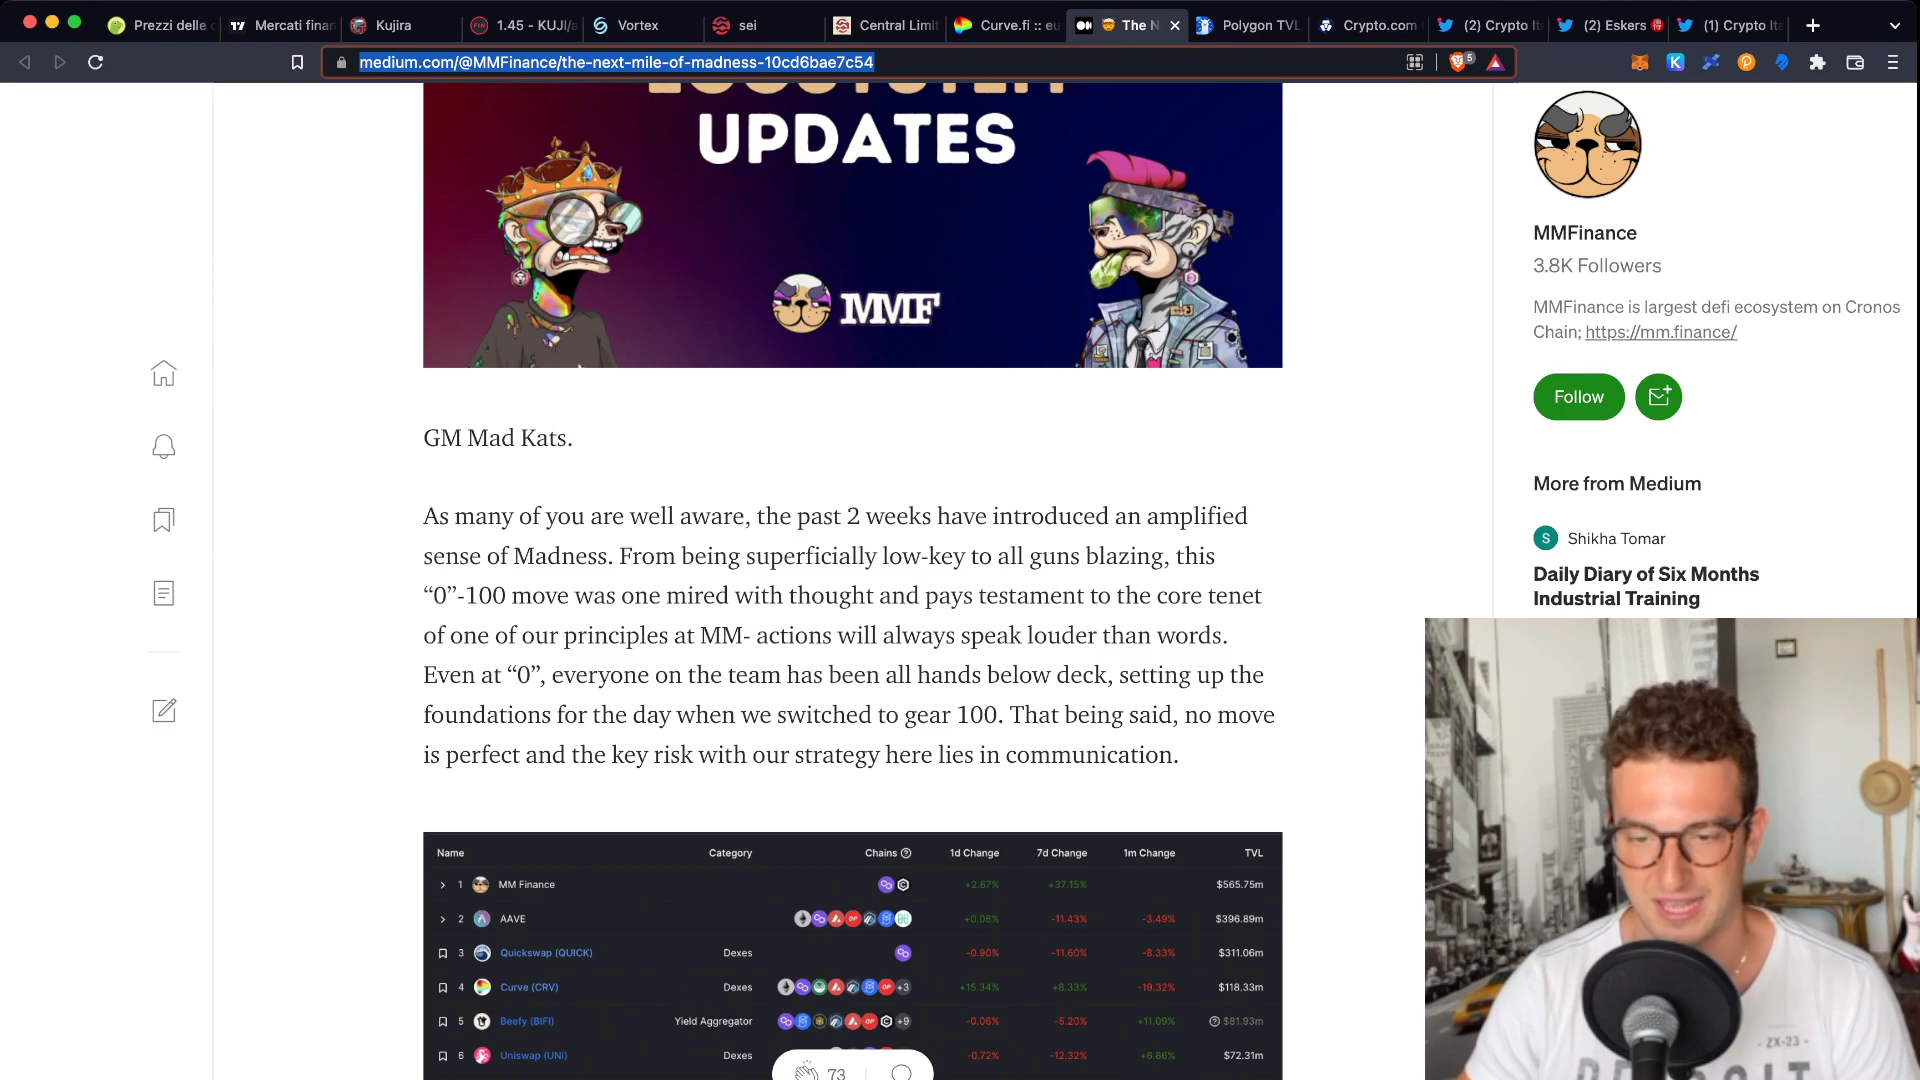 Prezzi delle
Mercati finan
Kujira
1.45 - KUJI/a
Vortex
sei
Central Limit
Curve.fi :: eu
The N
Polygon TVL
Crypto.com
(2) Crypto It
(2) Eskers
(1) Crypto Ita
medium.com/@MMFinance/the-next-mile-of-madness-10cd6bae7c54
5
ECOSYSTEM
UPDATES
MMF
GM Mad Kats.
As many of you are well aware, the past 2 weeks have introduced an amplified
sense of Madness. From being superficially low-key to all guns blazing, this
“0”-100 move was one mired with thought and pays testament to the core tenet
of one of our principles at MM- actions will always speak louder than words.
Even at “0”, everyone on the team has been all hands below deck, setting up the
foundations for the day when we switched to gear 100. That being said, no move
is perfect and the key risk with our strategy here lies in communication.
Name Category Chains 1d Change 7d Change 1m Change TVL
1 MM Finance +2.67% +37.15% $565.75m
2 AAVE +0.06% -11.43% -3.49% $396.89m
3 Quickswap (QUICK) Dexes -0.90% -11.60% -8.33% $311.06m
4 Curve (CRV) Dexes +3 +15.34% +8.33% -19.32% $118.33m
5 Beefy (BIFI) Yield Aggregator +9 -0.06% -5.20% +11.09% $81.93m
6 Uniswap (UNI) Dexes -0.72% -12.32% +6.86% $72.31m
73
MMFinance
3.8K Followers
MMFinance is largest defi ecosystem on Cronos
Chain; https://mm.finance/
Follow
More from Medium
S Shikha Tomar
Daily Diary of Six Months
Industrial Training
- ZX-23 -